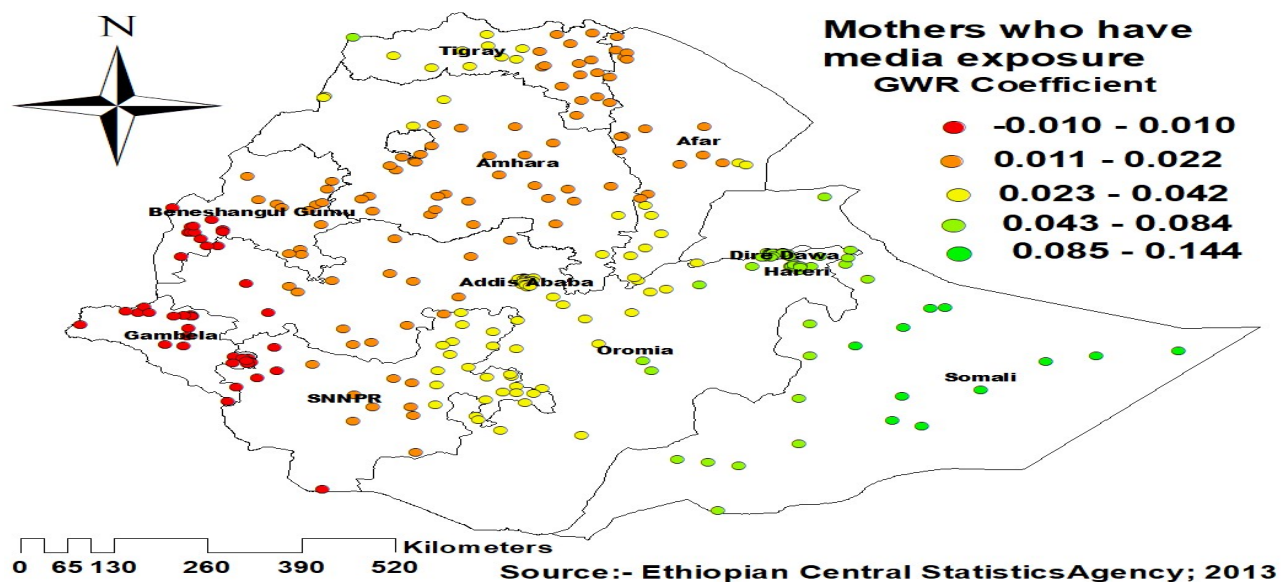 N
Mothers who have
media exposure
GWR Coefficient
-0.010 - 0.010
0.011 - 0.022
0.023 - 0.042
0.043 - 0.084
0.085 - 0.144
Tigray
Afar
Amhara
Beneshangul Gumu
Dire Dawa
Hareri
Addis Ababa
Gambela
Oromia
Somali
SNNPR
Kilometers
0 65 130 260 390 520
Source:- Ethiopian Central StatisticsAgency; 2013